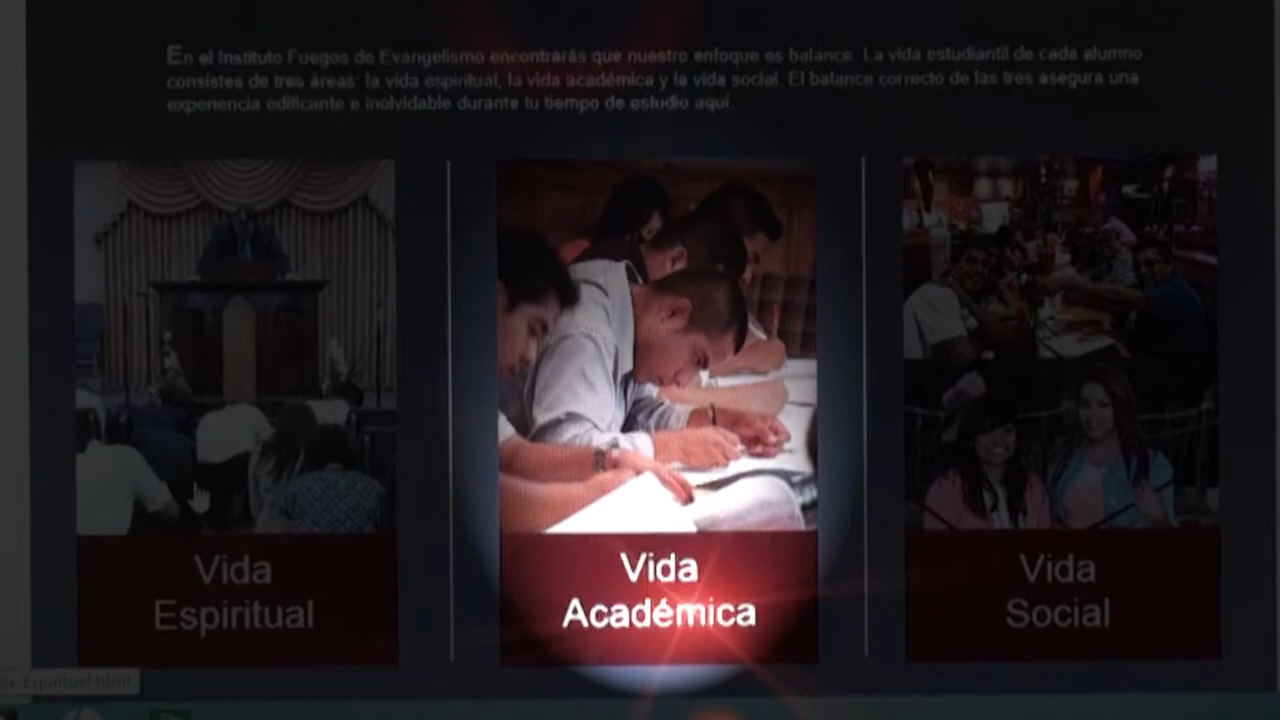 En el Instituto Fuegos de Evangelismo encontrarás que nuestro enfoque es balance. La vida estudiantil de cada alumno
consistes de tres áreas: la vida espiritual, la vida académica y la vida social. El balance correcto de las tres asegura una
experiencia edificante e inolvidable durante tu tiempo de estudio aquí.
Vida
Espiritual
Vida
Académica
Vida
Social
Espiritual.html